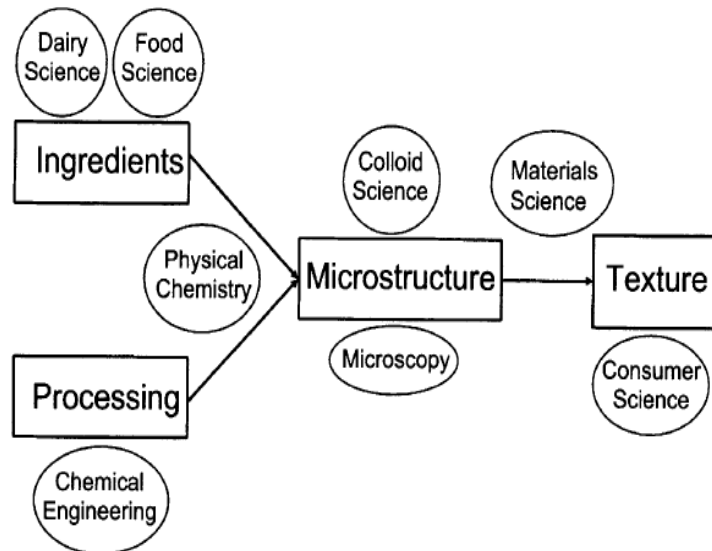 Dairy
Science
Food
Science
Ingredients
Colloid
Science
Materials
Science
Physical
Chemistry
Microstructure
Texture
Microscopy
Processing
Consumer
Science
Chemical
Engineering